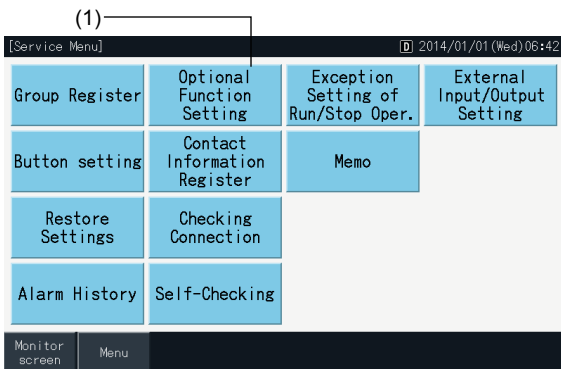 (1)
[Service Menu] D 2014/01/01(Wed)06:42
Group Register
Optional
Function
Setting
Exception
Setting of
Run/Stop Oper.
External
Input/Output
Setting
Button setting
Contact
Information
Register
Memo
Restore
Settings
Checking
Connection
Alarm History
Self-Checking
Monitor
screen
Menu